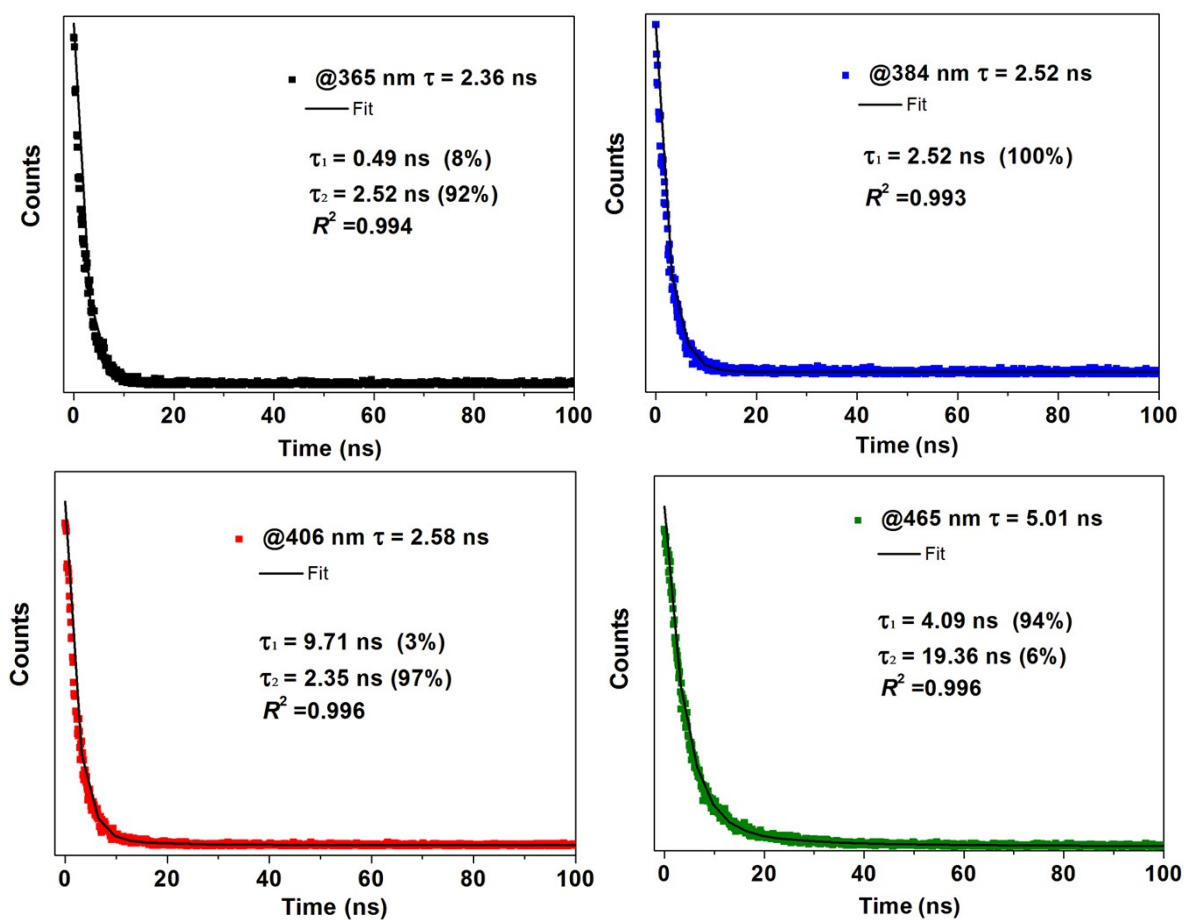 @365 nm τ = 2.36 ns
Fit
τ₁ = 0.49 ns (8%)
τ₂ = 2.52 ns (92%)
R² =0.994
Counts
0 20 40 60 80 100
Time (ns)
@384 nm τ = 2.52 ns
Fit
τ₁ = 2.52 ns (100%)
R² =0.993
Counts
0 20 40 60 80 100
Time (ns)
@406 nm τ = 2.58 ns
Fit
τ₁ = 9.71 ns (3%)
τ₂ = 2.35 ns (97%)
R² =0.996
Counts
0 20 40 60 80 100
Time (ns)
@465 nm τ = 5.01 ns
Fit
τ₁ = 4.09 ns (94%)
τ₂ = 19.36 ns (6%)
R² =0.996
Counts
0 20 40 60 80 100
Time (ns)